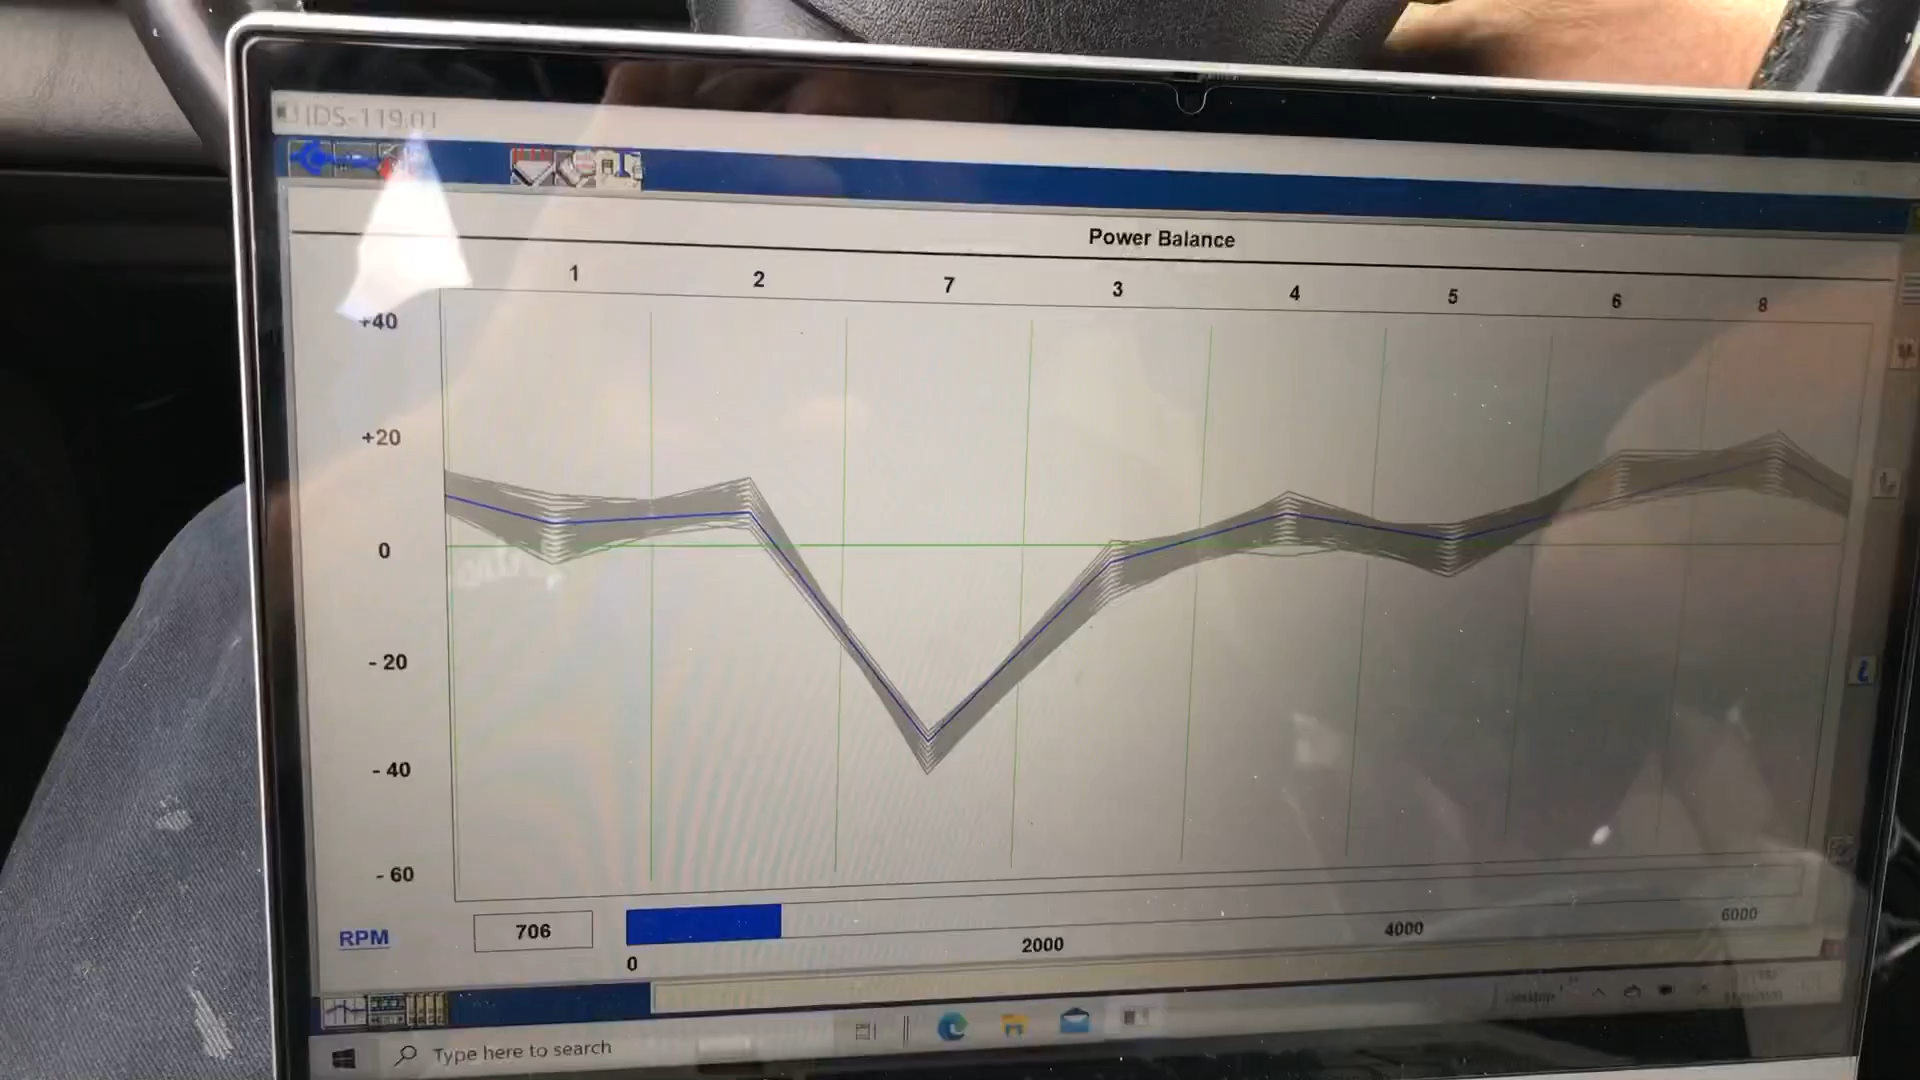 IDS-119.01
Power Balance
1 2 7 3 4 5 6 8
+40
+20
0
- 20
- 40
- 60
RPM 706
0 2000 4000 6000
Type here to search